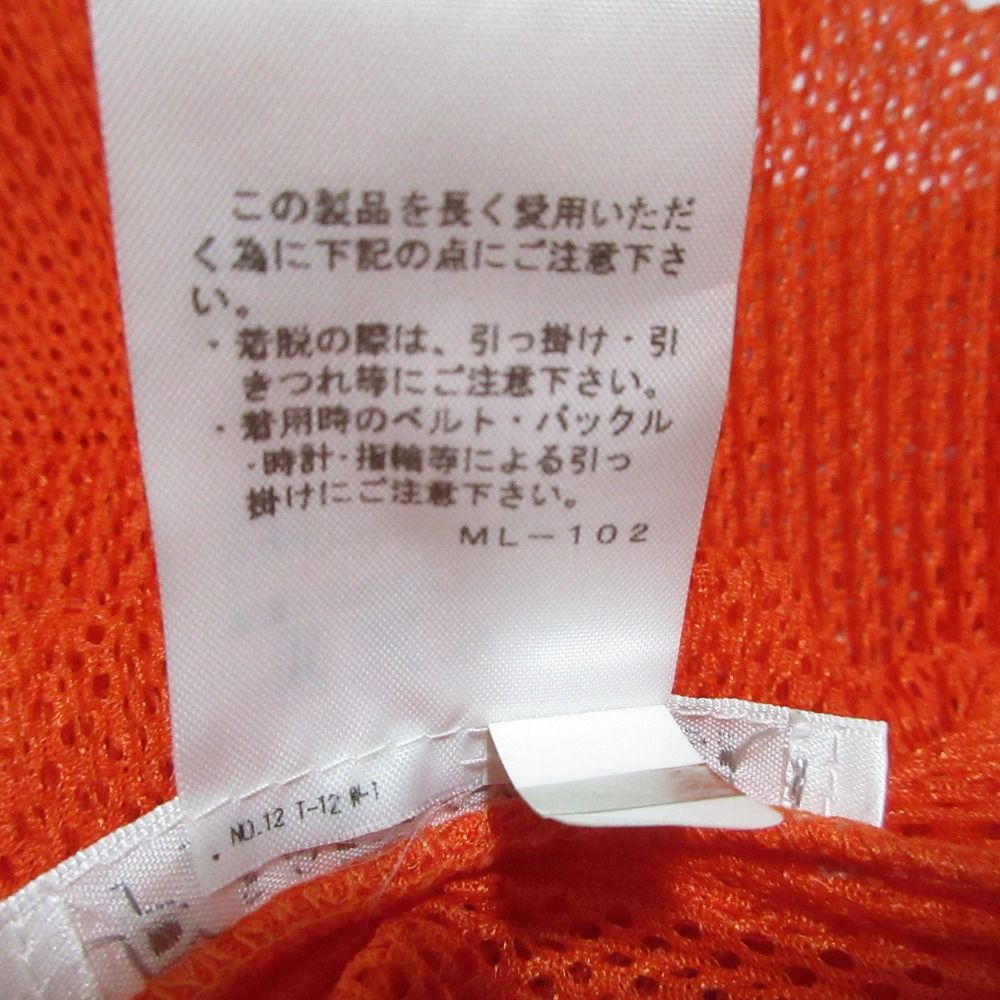 この製品を長く愛用いただ
く為に下記の点にご注意下さ
い。
・着脱の際は、引っ掛け・引
きつれ等にご注意下さい。
・着用時のベルト・バックル
・時計・指輪等による引っ
掛けにご注意下さい。
ML-102
NO.12 T-12 W-1